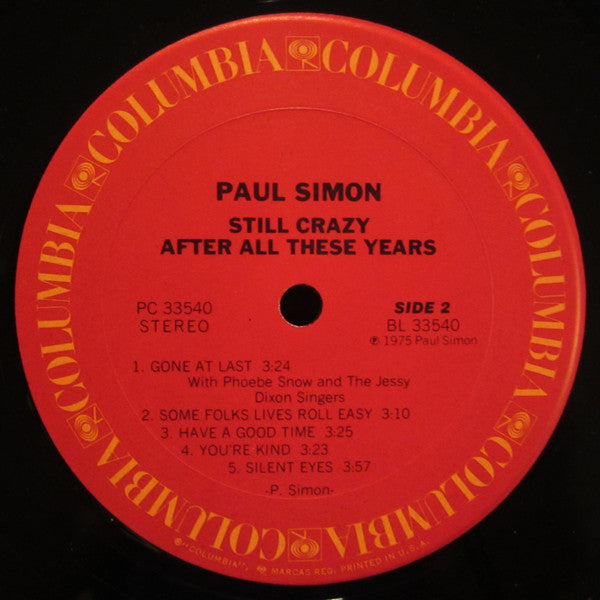 COLUMBIA COLUMBIA COLUMBIA COLUMBIA COLUMBIA COLUMBIA COLUMBIA COLUMBIA
PAUL SIMON
STILL CRAZY
AFTER ALL THESE YEARS
PC 33540
STEREO
SIDE 2
BL 33540
℗ 1975 Paul Simon
1. GONE AT LAST 3:24
With Phoebe Snow and The Jessy
Dixon Singers
2. SOME FOLKS LIVES ROLL EASY 3:10
3. HAVE A GOOD TIME 3:25
4. YOU'RE KIND 3:23
5. SILENT EYES 3:57
-P. Simon-
®"COLUMBIA", MARCAS REG. PRINTED IN U.S.A.